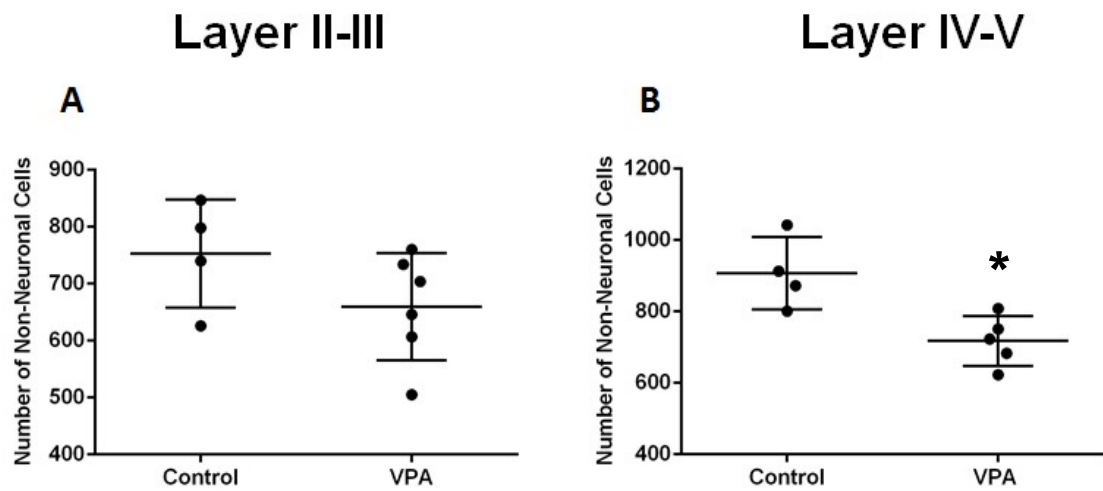 Layer II-III
Layer IV-V
A
B
Number of Non-Neuronal Cells
900
800
700
600
500
400
Control
VPA
Number of Non-Neuronal Cells
1200
1000
800
600
400
*
Control
VPA